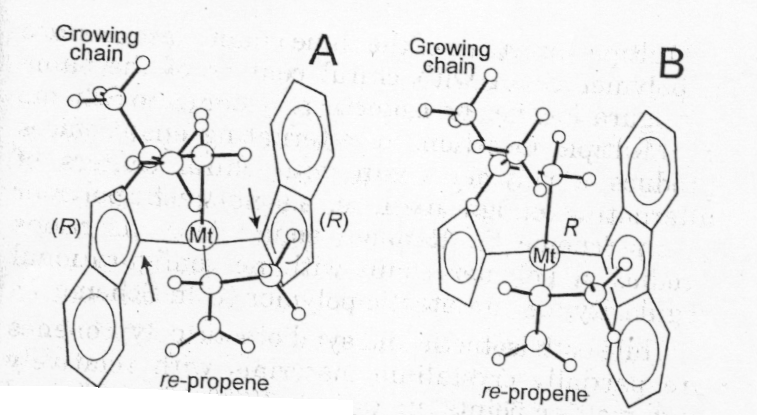 Growing
chain
A
(R)
Mt
(R)
re-propene
Growing
chain
B
R
Mt
re-propene